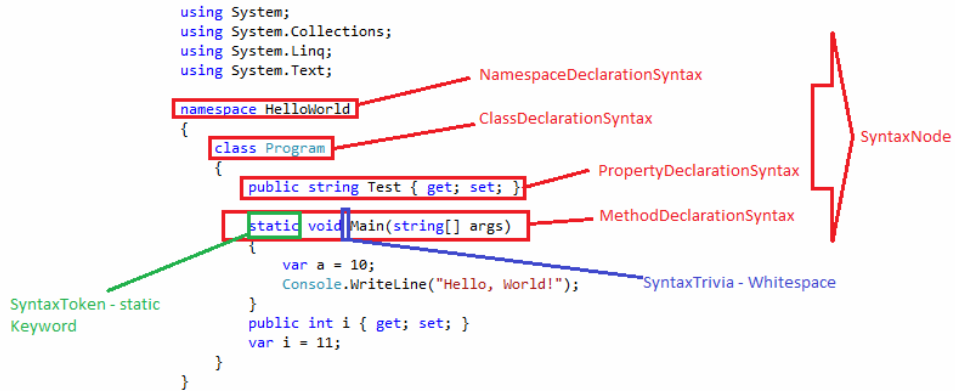 using System;
using System.Collections;
using System.Linq;
using System.Text;
NamespaceDeclarationSyntax
namespace HelloWorld
{
ClassDeclarationSyntax
class Program
SyntaxNode
{
PropertyDeclarationSyntax
public string Test { get; set; }
MethodDeclarationSyntax
static void Main(string[] args)
{
var a = 10;
Console.WriteLine("Hello, World!");
SyntaxTrivia - Whitespace
}
SyntaxToken - static
Keyword
public int i { get; set; }
var i = 11;
}
}